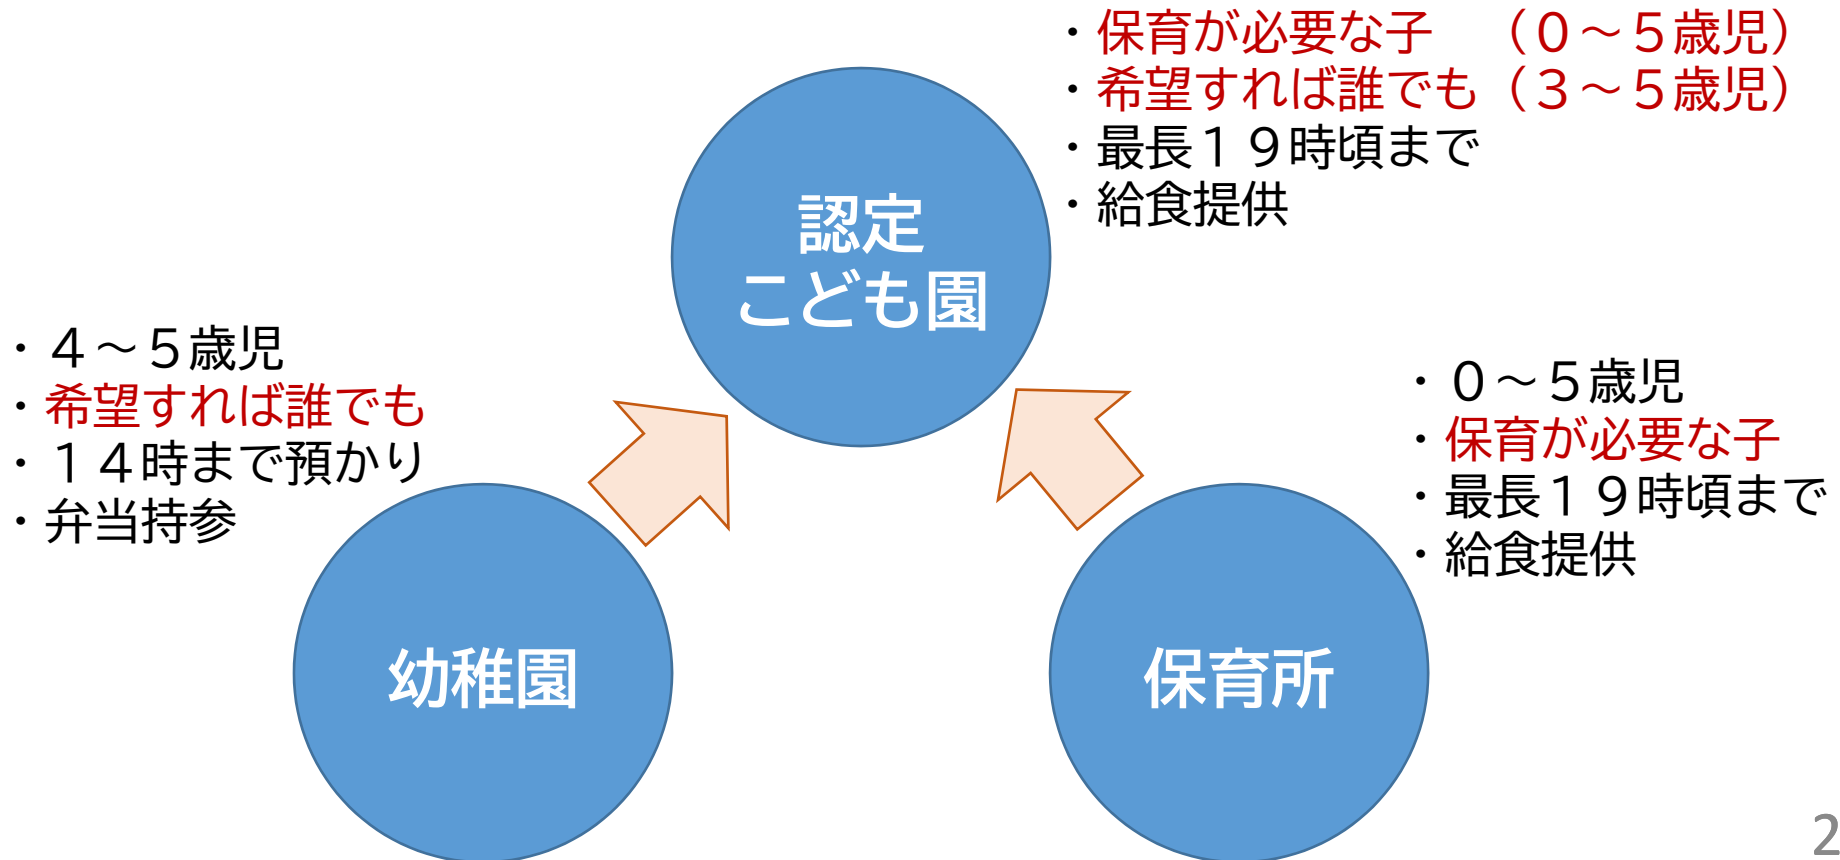 ・保育が必要な子　（０～５歳児）
・希望すれば誰でも（３～５歳児）
・最長１９時頃まで
・給食提供
認定
こども園
・４～５歳児
・希望すれば誰でも
・１４時まで預かり
・弁当持参
・０～５歳児
・保育が必要な子
・最長１９時頃まで
・給食提供
幼稚園
保育所
2